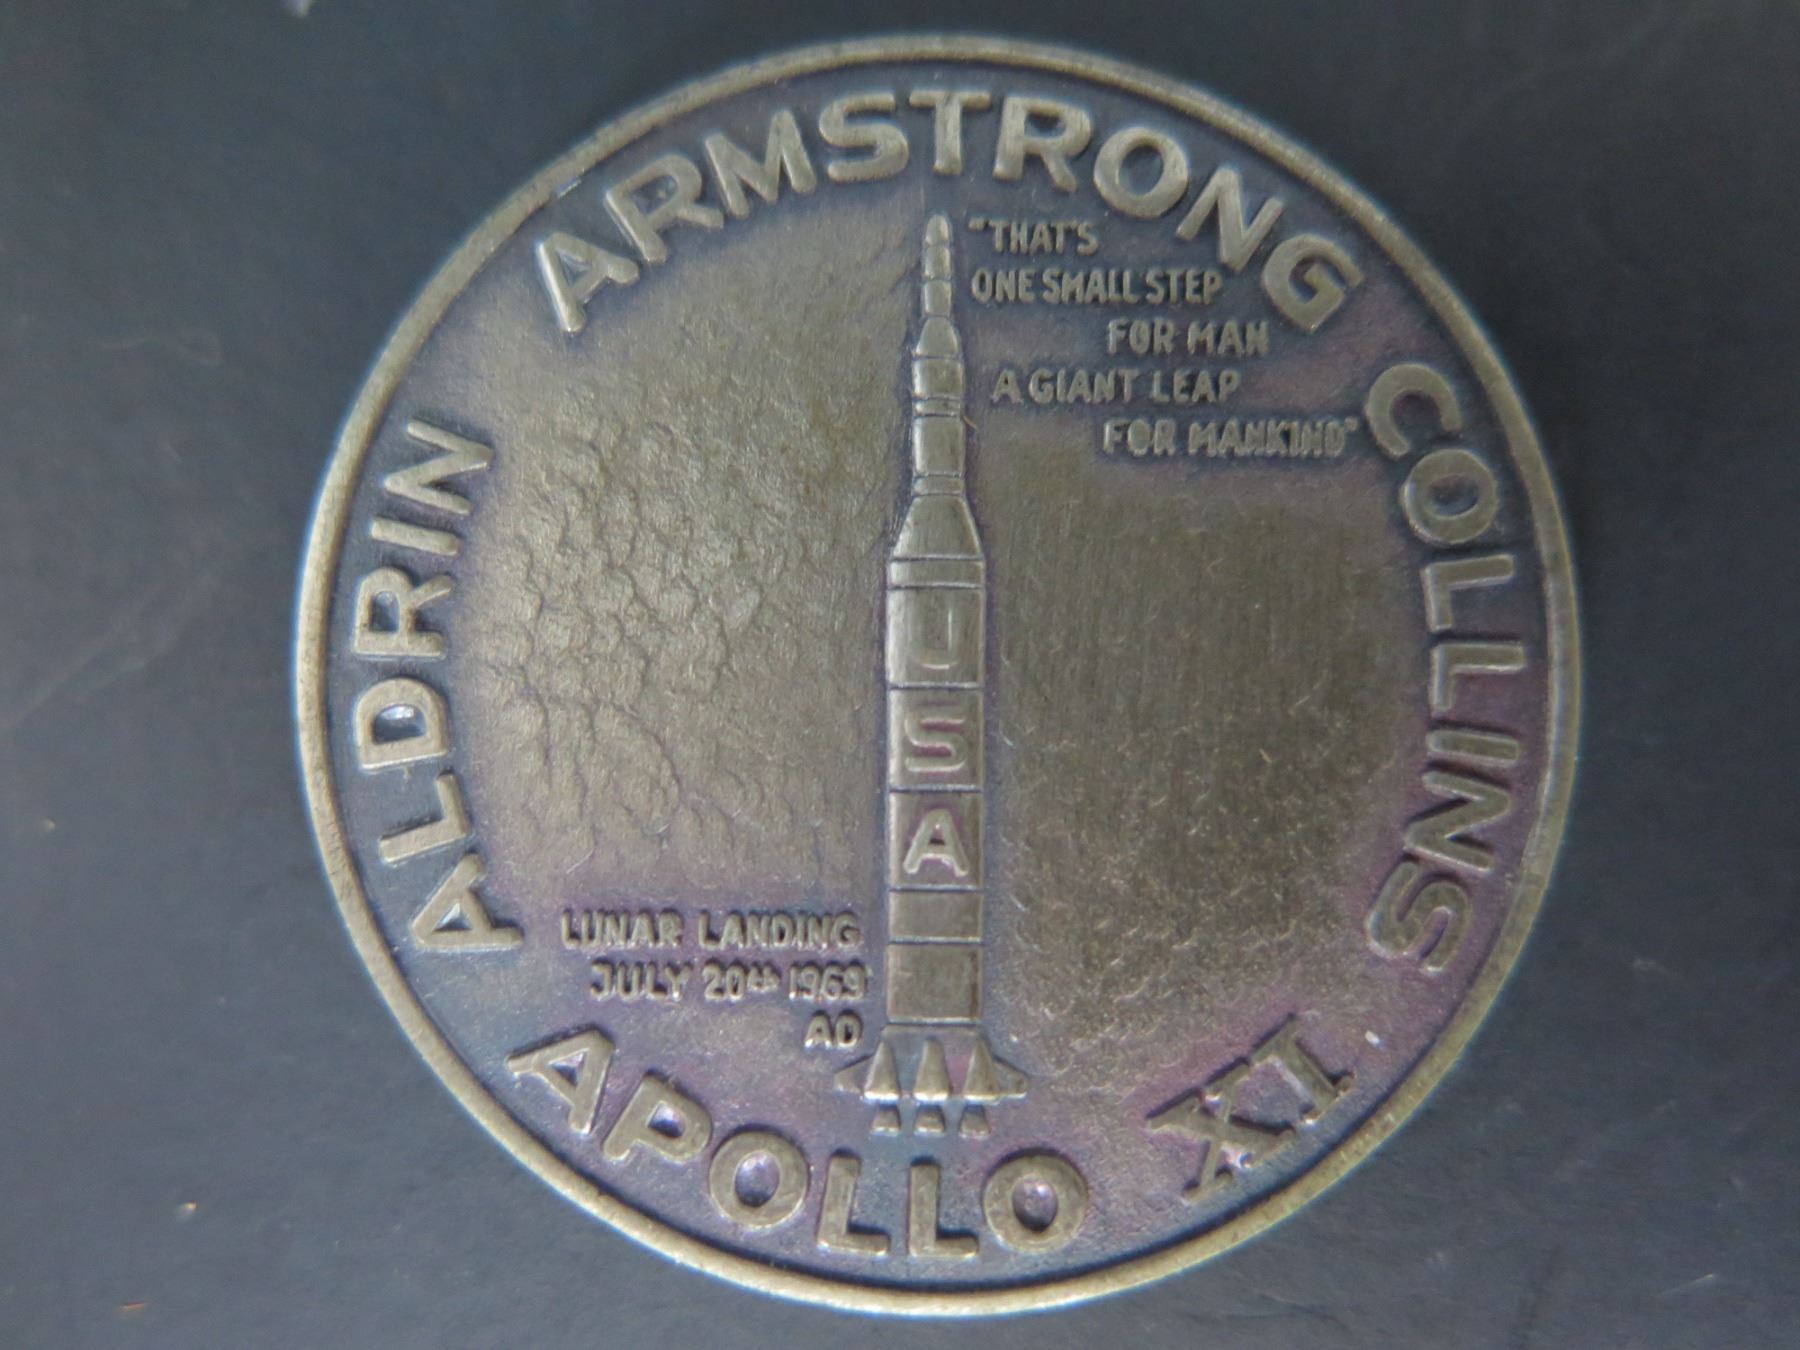 ALDRIN ARMSTRONG COLLINS
"THAT'S
ONE SMALL STEP
FOR MAN
A GIANT LEAP
FOR MANKIND"
U
S
A
LUNAR LANDING
JULY 20th 1969
AD
APOLLO XI